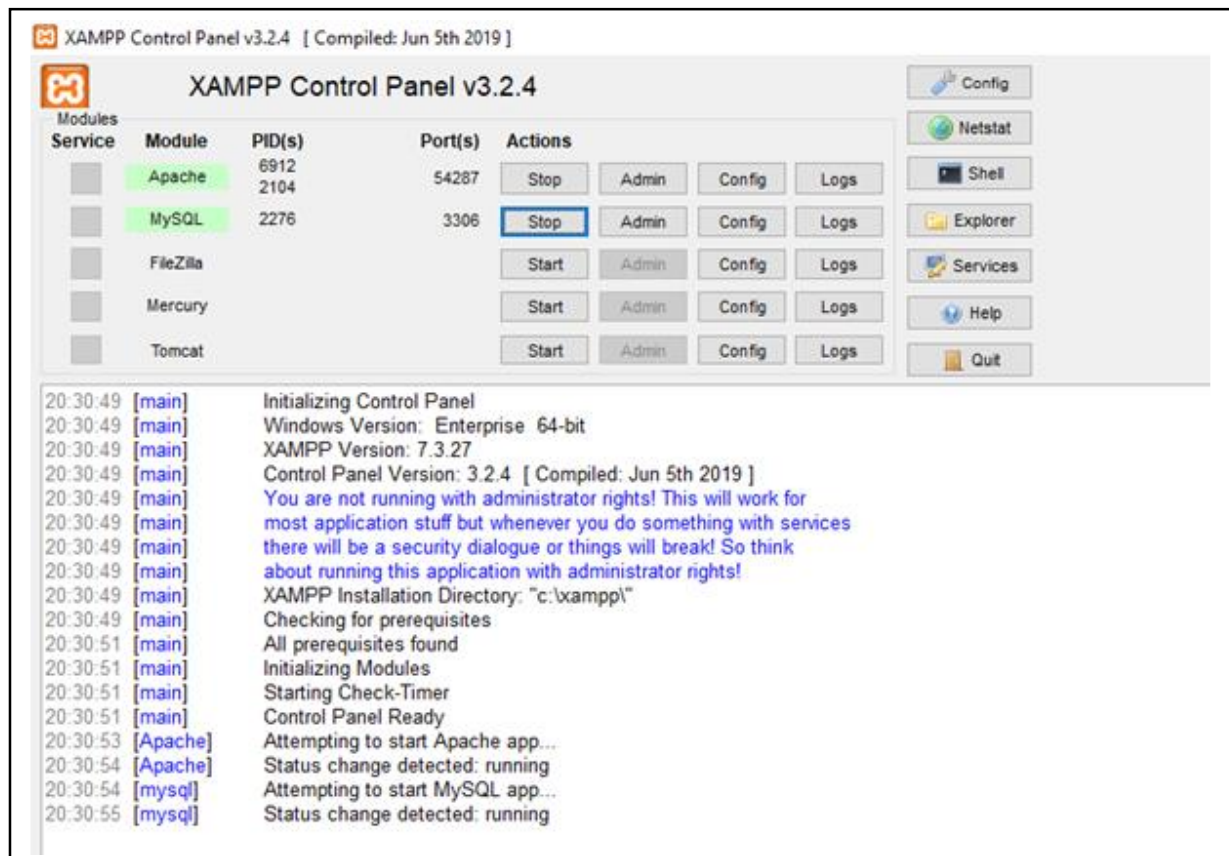 XAMPP Control Panel v3.2.4 [ Compiled: Jun 5th 2019 ]
XAMPP Control Panel v3.2.4
Config
Modules
Service Module PID(s) Port(s) Actions
Netstat
Apache 6912 2104 54287 Stop Admin Config Logs
Shell
MySQL 2276 3306 Stop Admin Config Logs
Explorer
FileZilla Start Admin Config Logs
Services
Mercury Start Admin Config Logs
Help
Tomcat Start Admin Config Logs
Quit
20:30:49 [main] Initializing Control Panel
20:30:49 [main] Windows Version: Enterprise 64-bit
20:30:49 [main] XAMPP Version: 7.3.27
20:30:49 [main] Control Panel Version: 3.2.4 [ Compiled: Jun 5th 2019 ]
20:30:49 [main] You are not running with administrator rights! This will work for
20:30:49 [main] most application stuff but whenever you do something with services
20:30:49 [main] there will be a security dialogue or things will break! So think
20:30:49 [main] about running this application with administrator rights!
20:30:49 [main] XAMPP Installation Directory: "c:\xampp\"
20:30:49 [main] Checking for prerequisites
20:30:51 [main] All prerequisites found
20:30:51 [main] Initializing Modules
20:30:51 [main] Starting Check-Timer
20:30:51 [main] Control Panel Ready
20:30:53 [Apache] Attempting to start Apache app...
20:30:54 [Apache] Status change detected: running
20:30:54 [mysql] Attempting to start MySQL app...
20:30:55 [mysql] Status change detected: running